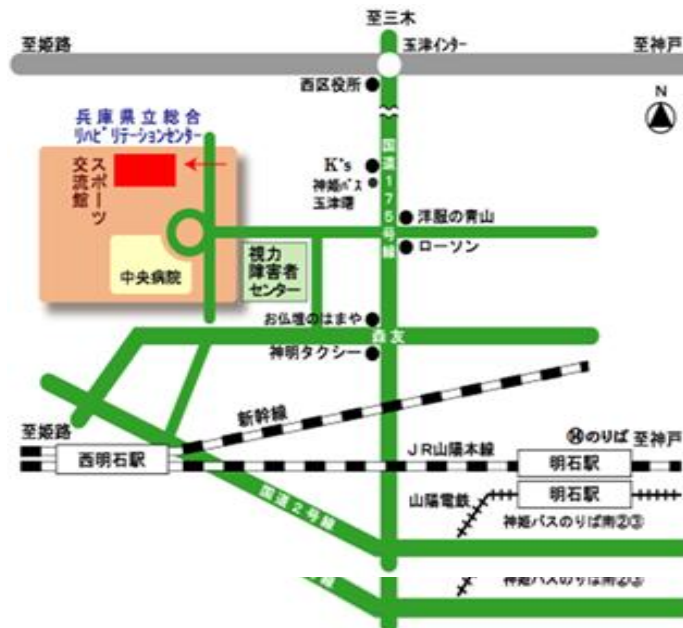 至三木
至姫路
玉津インター
至神戸
西区役所
N
兵庫県立総合
リハビリテーションセンター
スポーツ
交流館
K's
神姫バス
玉津曙
国道175号線
洋服の青山
ローソン
中央病院
視力
障害者
センター
お仏壇のはまや
森友
神明タクシー
新幹線
至姫路
⑭のりば
至神戸
西明石駅
JR山陽本線
明石駅
国道2号線
山陽電鉄
明石駅
神姫バスのりば南②③